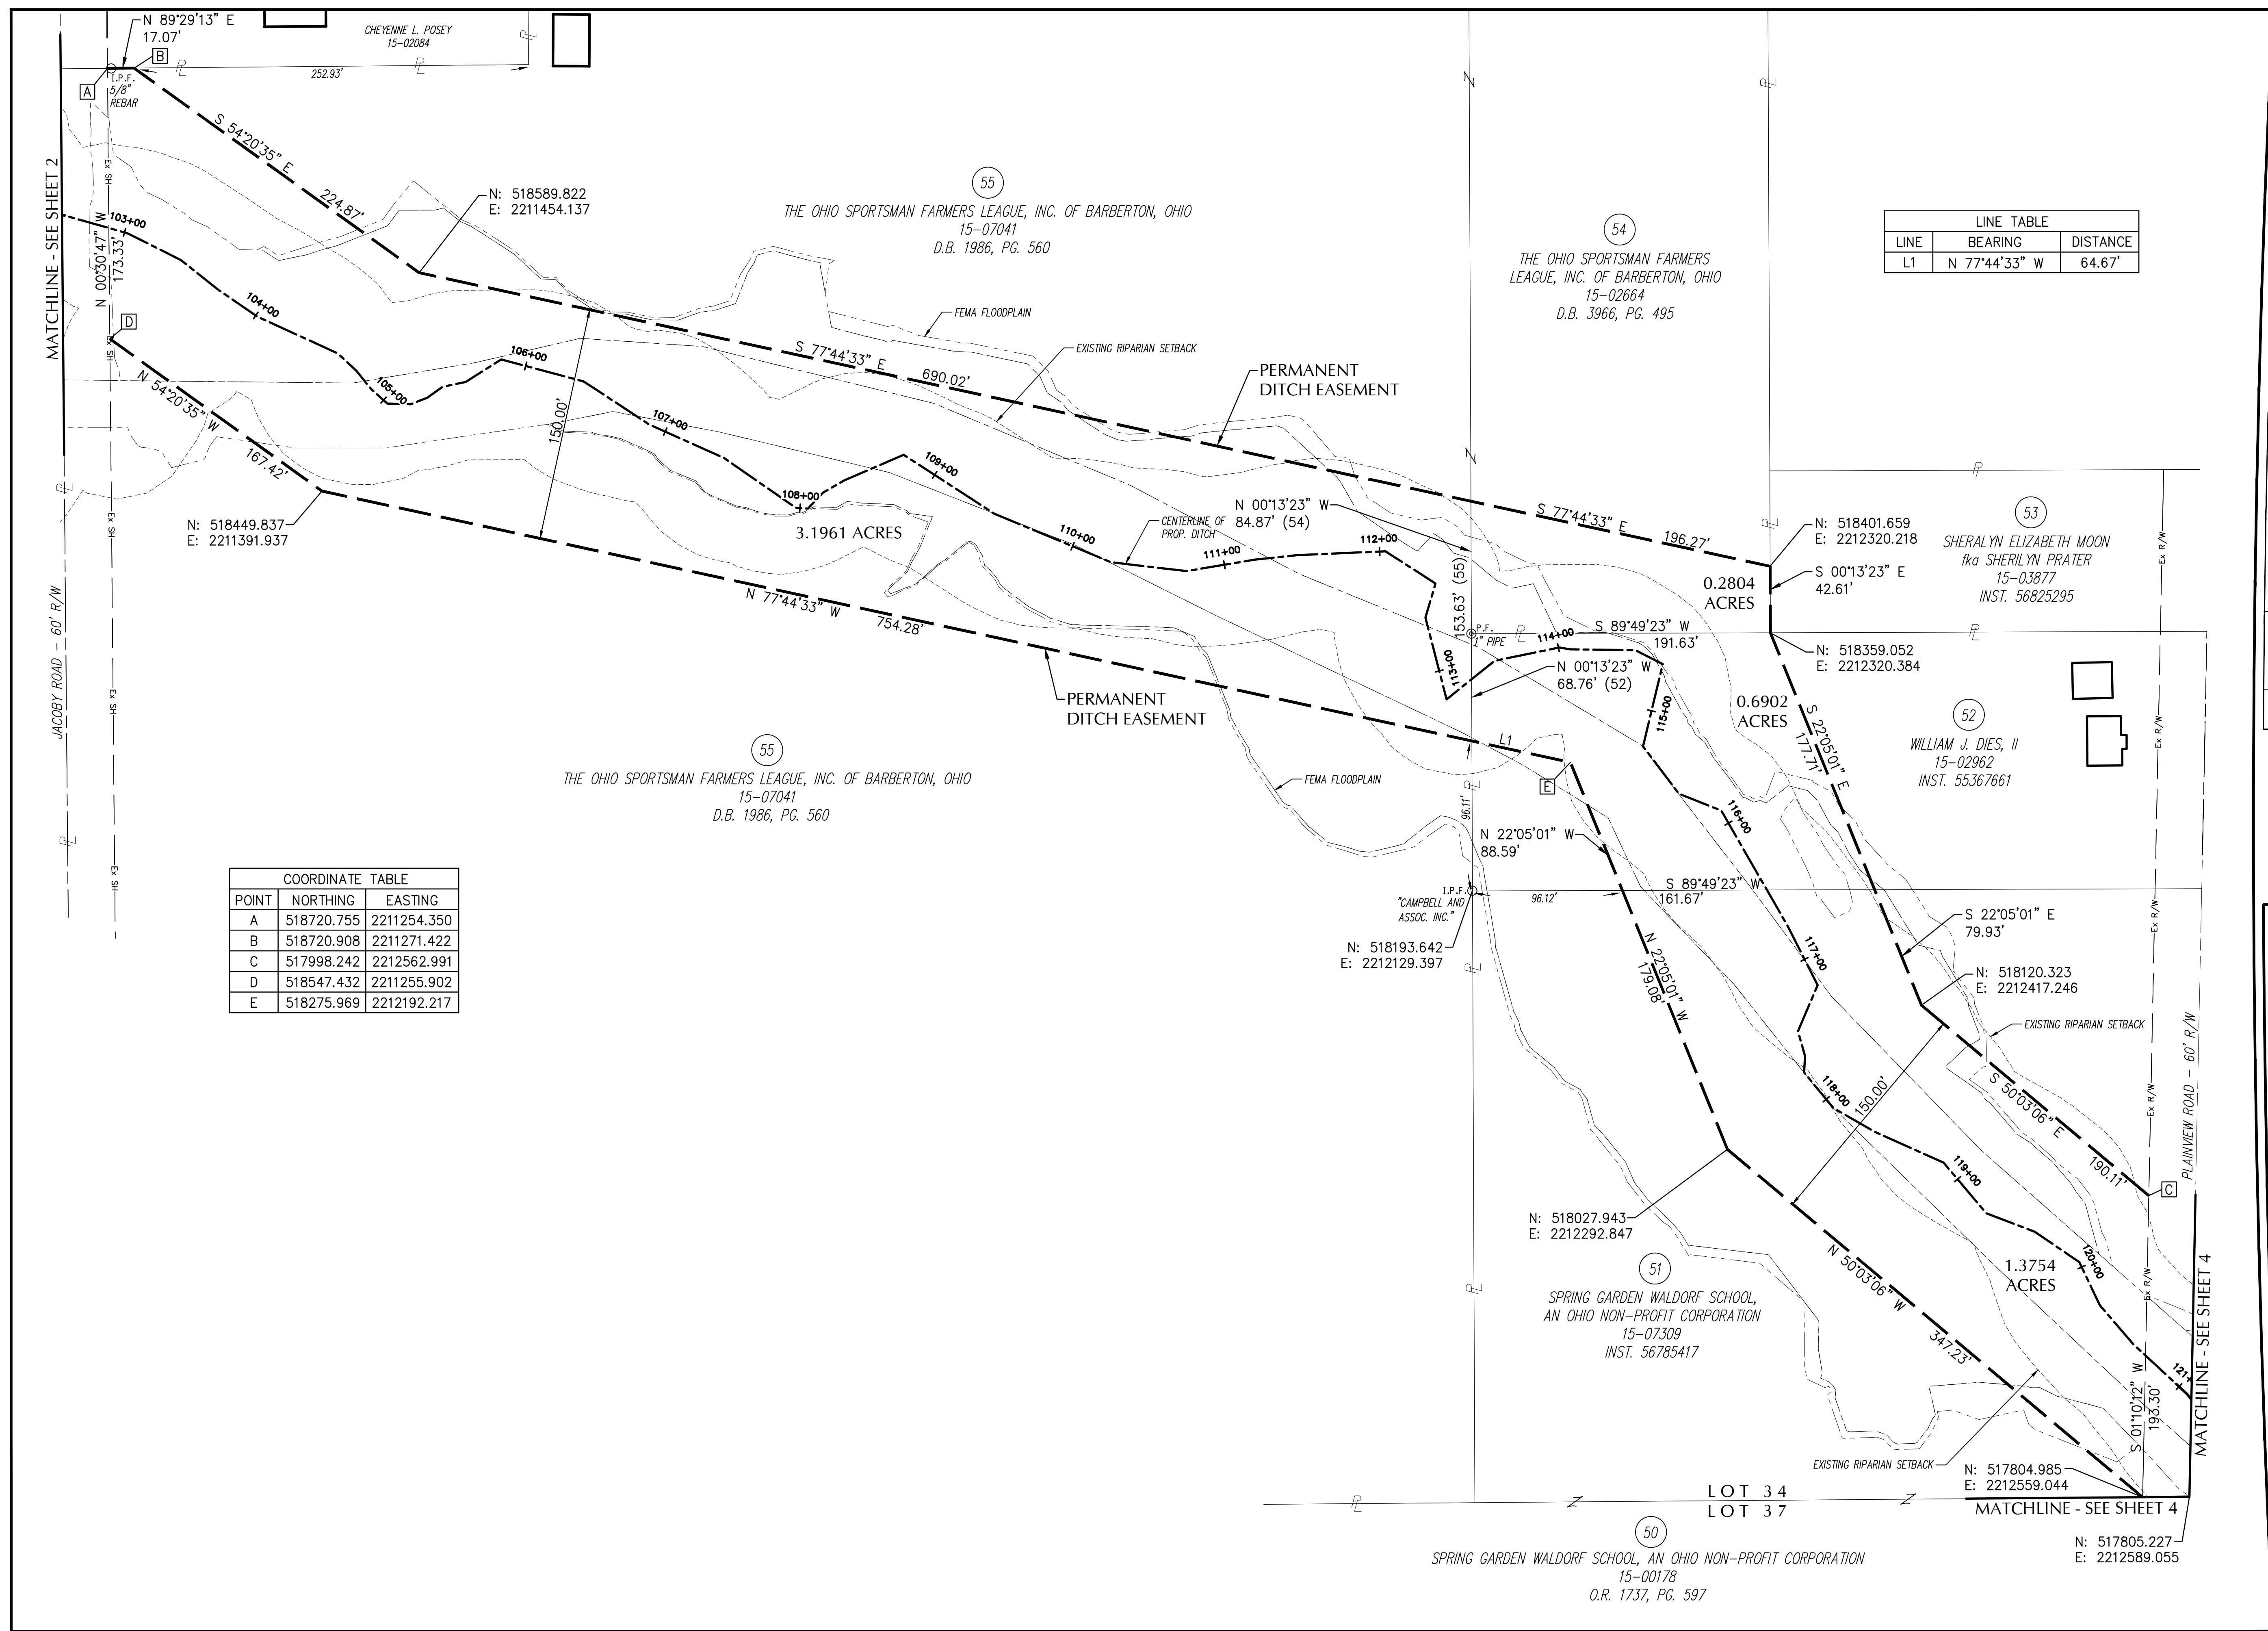 N 89°29'13" E
17.07'
B
A
I.P.F.
5/8"
REBAR
CHEYENNE L. POSEY
15-02084
252.93'
MATCHLINE - SEE SHEET 2
Ex SH
N 00°30'47" W
173.33'
D
S 54°20'35" E
224.87'
N: 518589.822
E: 2211454.137
55
THE OHIO SPORTSMAN FARMERS LEAGUE, INC. OF BARBERTON, OHIO
15-07041
D.B. 1986, PG. 560
54
THE OHIO SPORTSMAN FARMERS
LEAGUE, INC. OF BARBERTON, OHIO
15-02664
D.B. 3966, PG. 495
LINE TABLE
LINE BEARING DISTANCE
L1 N 77°44'33" W 64.67'
103+00
104+00
105+00
106+00
107+00
108+00
109+00
110+00
111+00
112+00
113+00
114+00
115+00
116+00
117+00
118+00
119+00
120+00
121+
FEMA FLOODPLAIN
EXISTING RIPARIAN SETBACK
S 77°44'33" E
690.02'
PERMANENT
DITCH EASEMENT
150.00'
N 54°20'35" W
167.42'
N: 518449.837
E: 2211391.937
3.1961 ACRES
CENTERLINE OF
PROP. DITCH
N 00°13'23" W
84.87' (54)
153.63' (55)
S 77°44'33" E
196.27'
N: 518401.659
E: 2212320.218
S 00°13'23" E
42.61'
0.2804
ACRES
53
SHERALYN ELIZABETH MOON
fka SHERILYN PRATER
15-03877
INST. 56825295
Ex R/W
I.P.F.
1" PIPE
S 89°49'23" W
191.63'
N: 518359.052
E: 2212320.384
N 00°13'23" W
68.76' (52)
N 77°44'33" W
754.28'
PERMANENT
DITCH EASEMENT
JACOBY ROAD - 60' R/W
Ex SH
55
THE OHIO SPORTSMAN FARMERS LEAGUE, INC. OF BARBERTON, OHIO
15-07041
D.B. 1986, PG. 560
FEMA FLOODPLAIN
L1
E
96.11'
0.6902
ACRES
S 22°05'01" E
177.71'
52
WILLIAM J. DIES, II
15-02962
INST. 55367661
N 22°05'01" W
88.59'
I.P.F.
"CAMPBELL AND
ASSOC. INC."
96.12'
S 89°49'23" W
161.67'
N: 518193.642
E: 2212129.397
COORDINATE TABLE
POINT NORTHING EASTING
A 518720.755 2211254.350
B 518720.908 2211271.422
C 517998.242 2212562.991
D 518547.432 2211255.902
E 518275.969 2212192.217
N 22°05'01" W
179.08'
S 22°05'01" E
79.93'
N: 518120.323
E: 2212417.246
EXISTING RIPARIAN SETBACK
150.00'
S 50°03'06" E
190.11'
C
PLAINVIEW ROAD - 60' R/W
Ex R/W
N: 518027.943
E: 2212292.847
51
SPRING GARDEN WALDORF SCHOOL,
AN OHIO NON-PROFIT CORPORATION
15-07309
INST. 56785417
N 50°03'06" W
347.23'
1.3754
ACRES
S 01°10'12" W
193.30'
MATCHLINE - SEE SHEET 4
EXISTING RIPARIAN SETBACK
N: 517804.985
E: 2212559.044
LOT 34
LOT 37
MATCHLINE - SEE SHEET 4
N: 517805.227
E: 2212589.055
50
SPRING GARDEN WALDORF SCHOOL, AN OHIO NON-PROFIT CORPORATION
15-00178
O.R. 1737, PG. 597